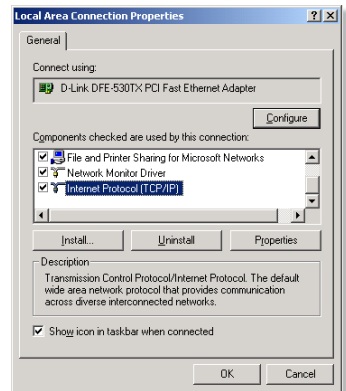 Local Area Connection Properties
General
Connect using:
D-Link DFE-530TX PCI Fast Ethernet Adapter
Configure
Components checked are used by this connection:
File and Printer Sharing for Microsoft Networks
Network Monitor Driver
Internet Protocol (TCP/IP)
Install... Uninstall Properties
Description
Transmission Control Protocol/Internet Protocol. The default
wide area network protocol that provides communication
across diverse interconnected networks.
Show icon in taskbar when connected
OK Cancel